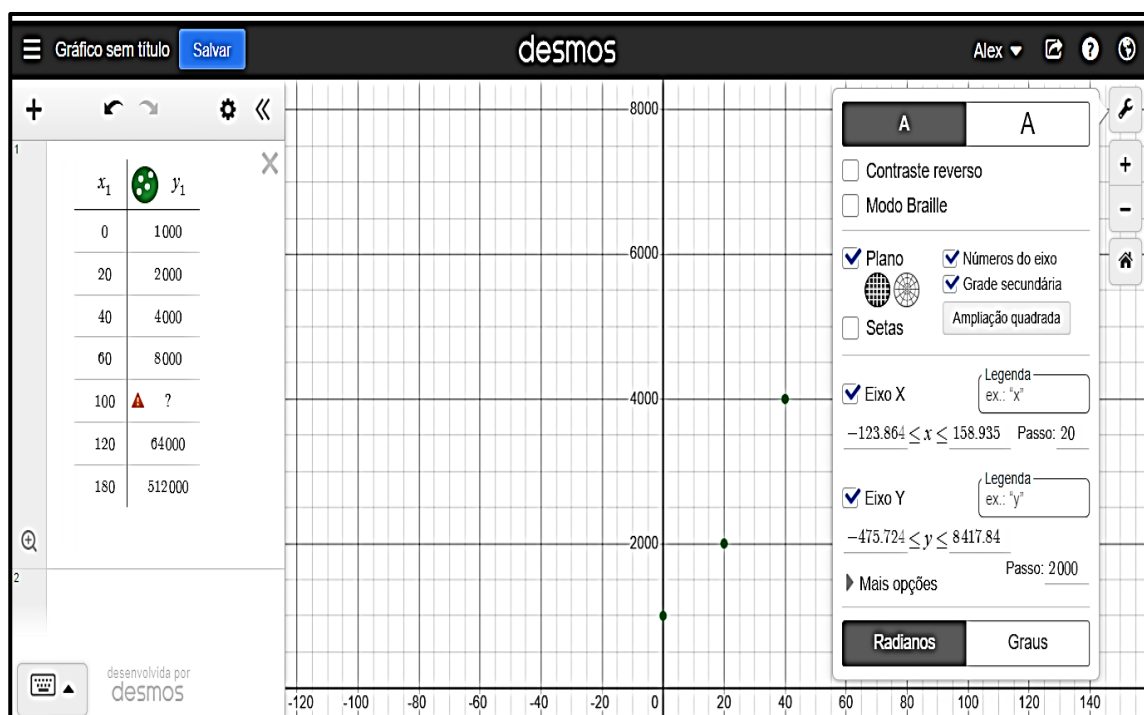 Gráfico sem título Salvar desmos Alex ?
1
x₁ y₁
0 1000
20 2000
40 4000
60 8000
100 ?
120 64000
180 512000
2
desenvolvida por
desmos
8000
6000
4000
2000
-120 -100 -80 -60 -40 -20 0 60 80 100 120 140
A A
Contraste reverso
Modo Braille
Plano
Números do eixo
Grade secundária
Setas
Ampliação quadrada
Eixo X
Legenda
ex.: "x"
−123.864 ≤ x ≤ 158.935 Passo: 20
Eixo Y
Legenda
ex.: "y"
−475.724 ≤ y ≤ 8417.84
Passo: 2000
Mais opções
Radianos Graus